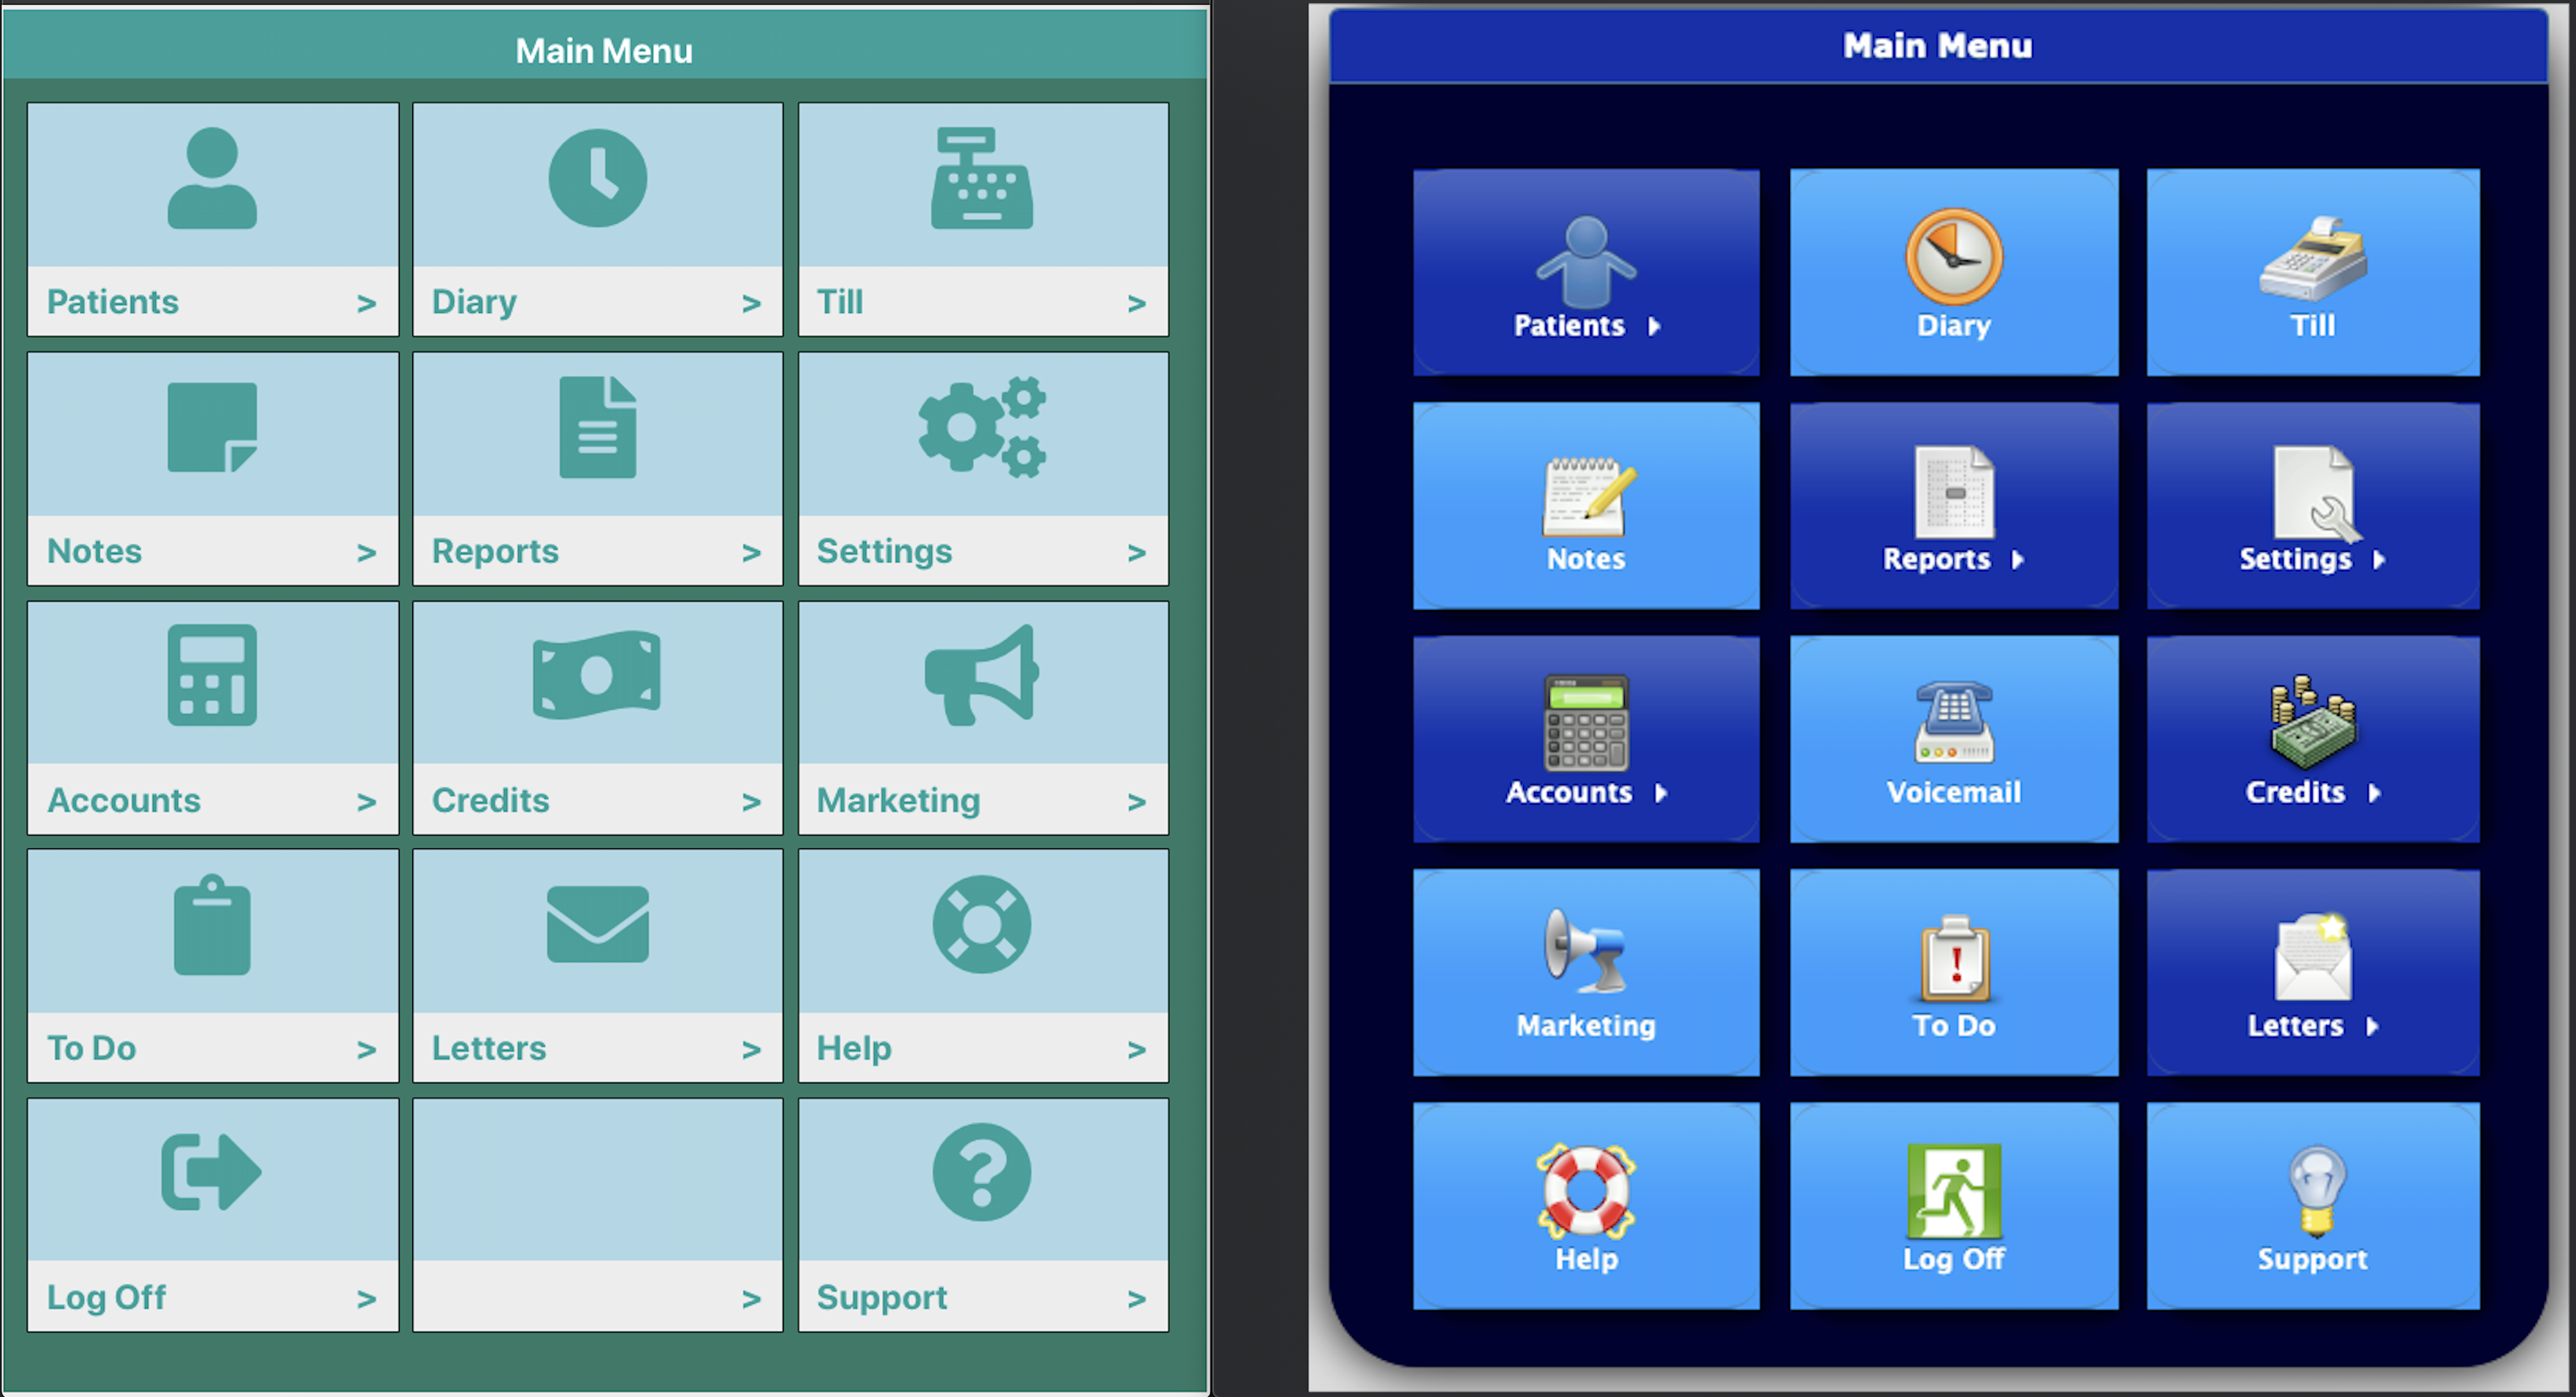 Main Menu
Patients >
Diary >
Till >
Notes >
Reports >
Settings >
Accounts >
Credits >
Marketing >
To Do >
Letters >
Help >
Log Off >
>
Support >
Main Menu
Patients
Diary
Till
Notes
Reports
Settings
Accounts
Voicemail
Credits
Marketing
To Do
Letters
Help
Log Off
Support